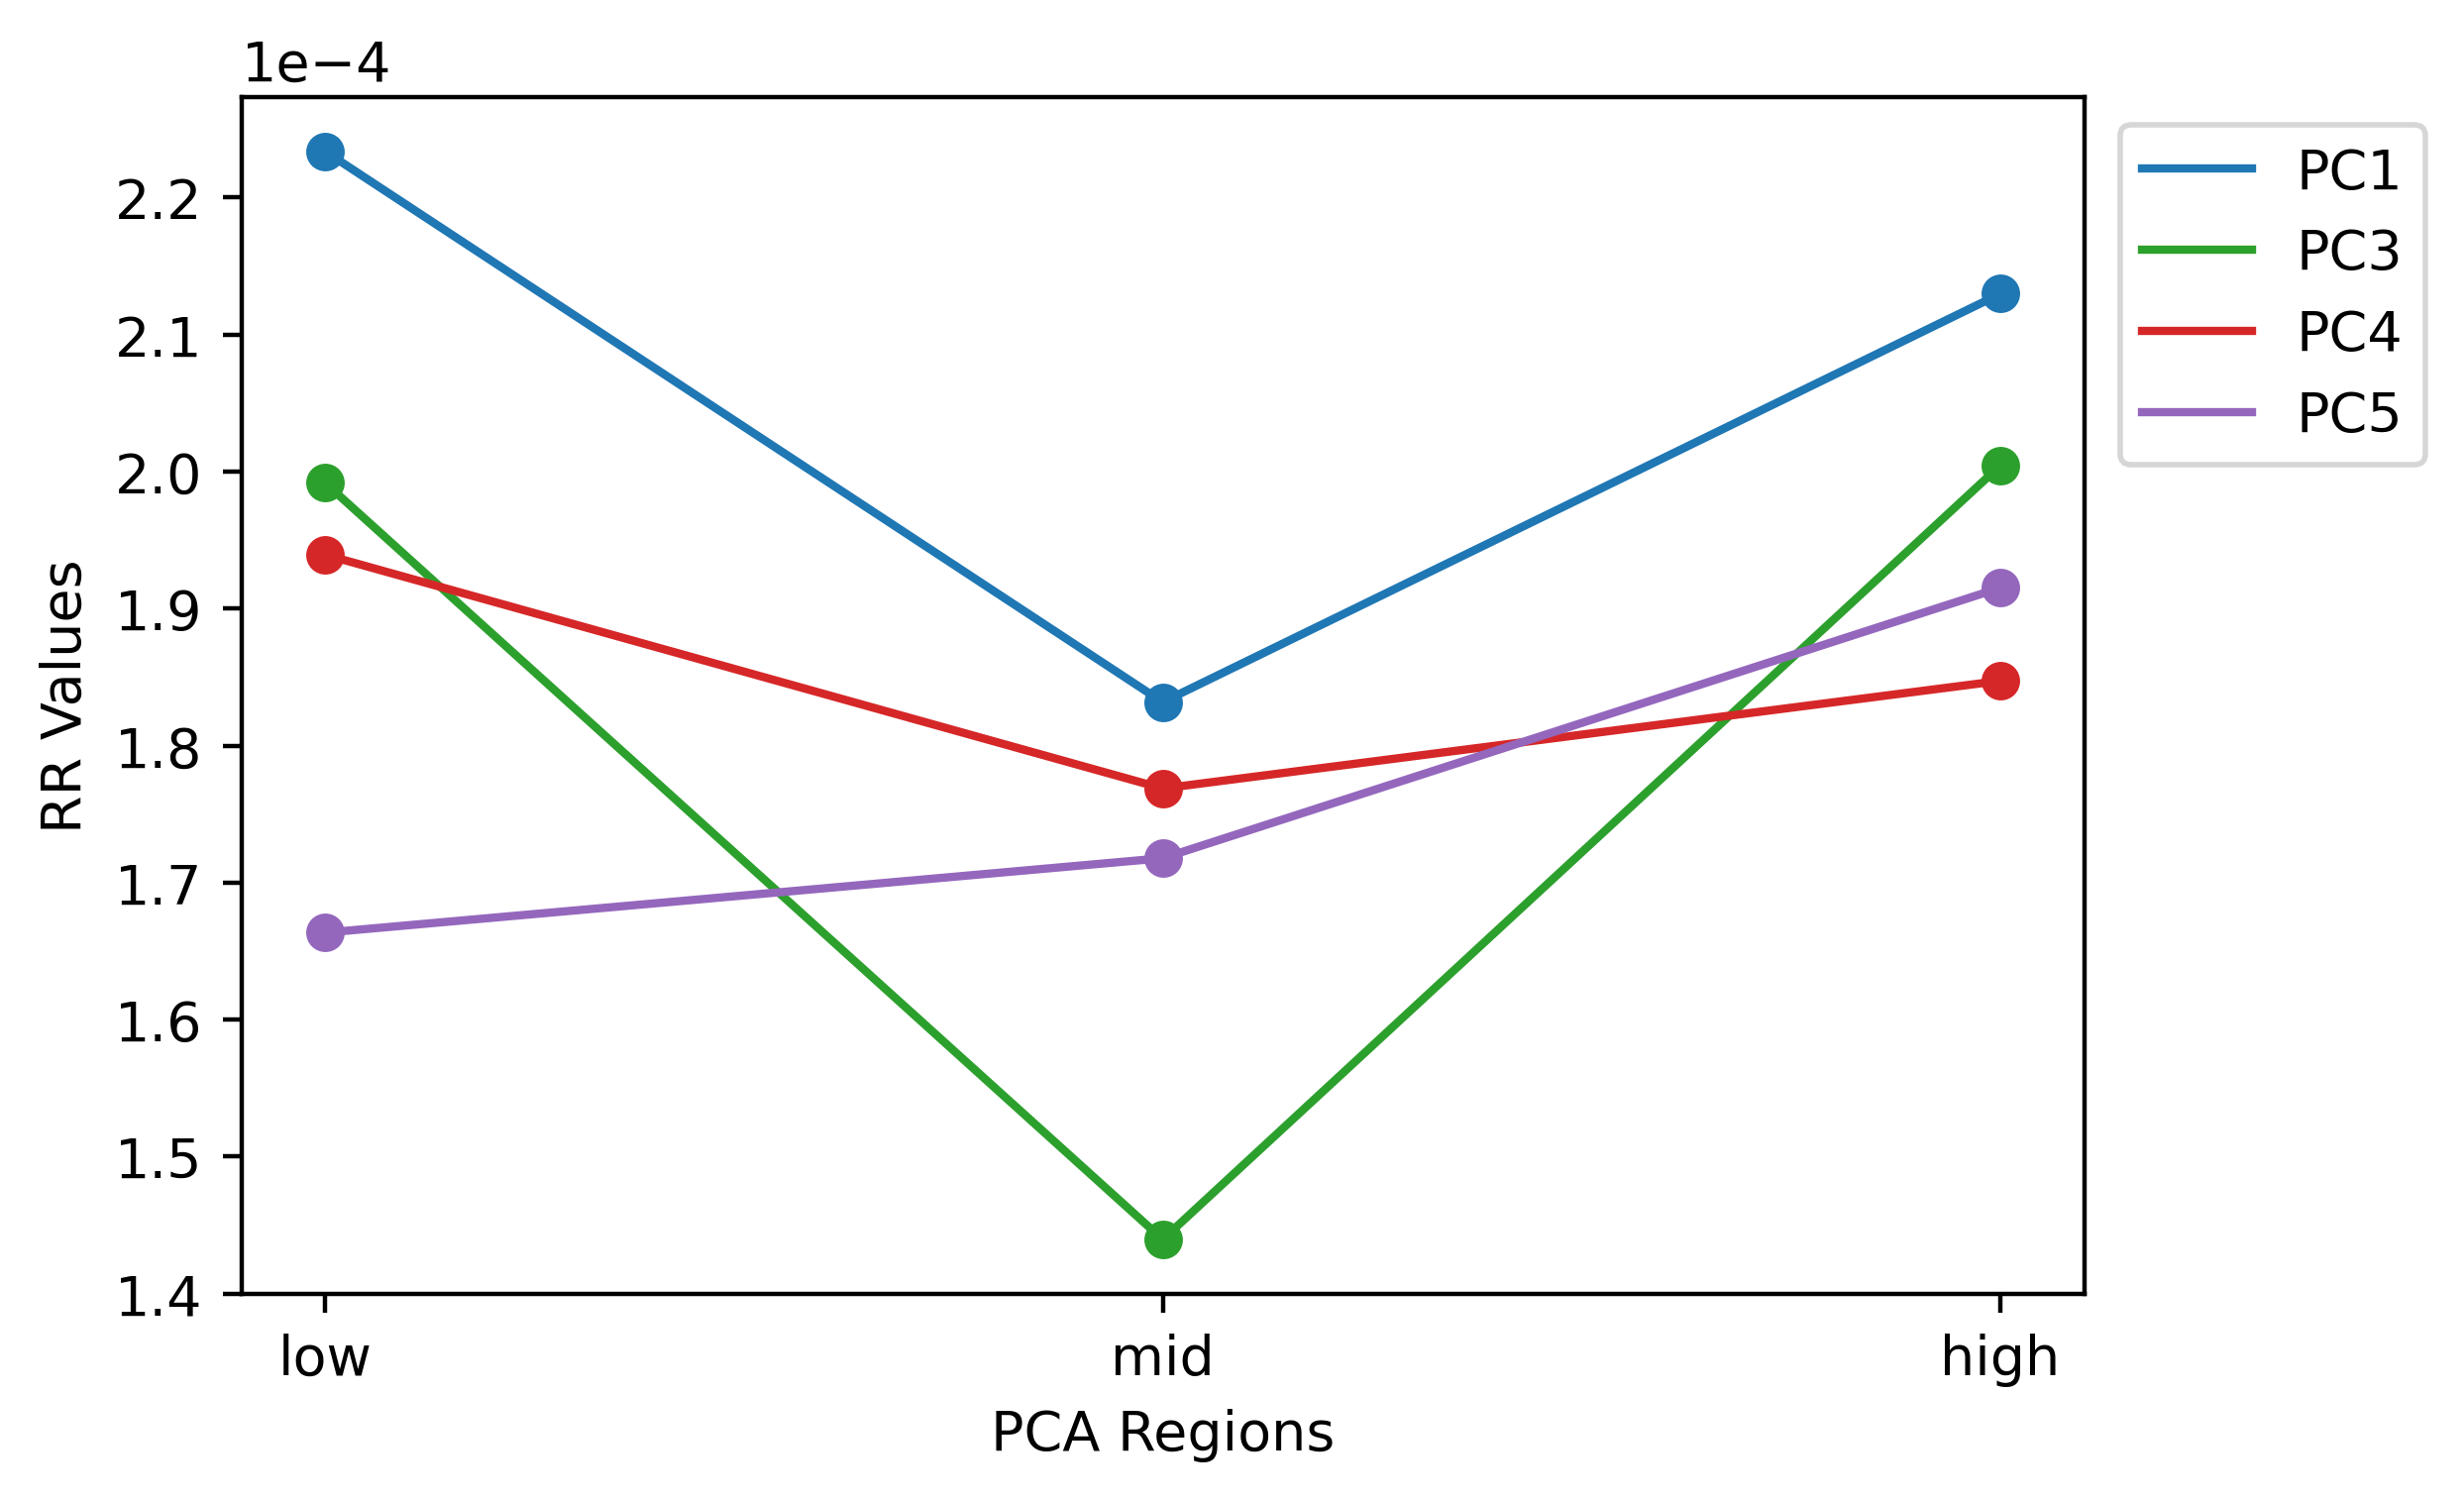 1e−4
2.2
2.1
2.0
1.9
1.8
1.7
1.6
1.5
1.4
RR Values
low
mid
high
PCA Regions
PC1
PC3
PC4
PC5